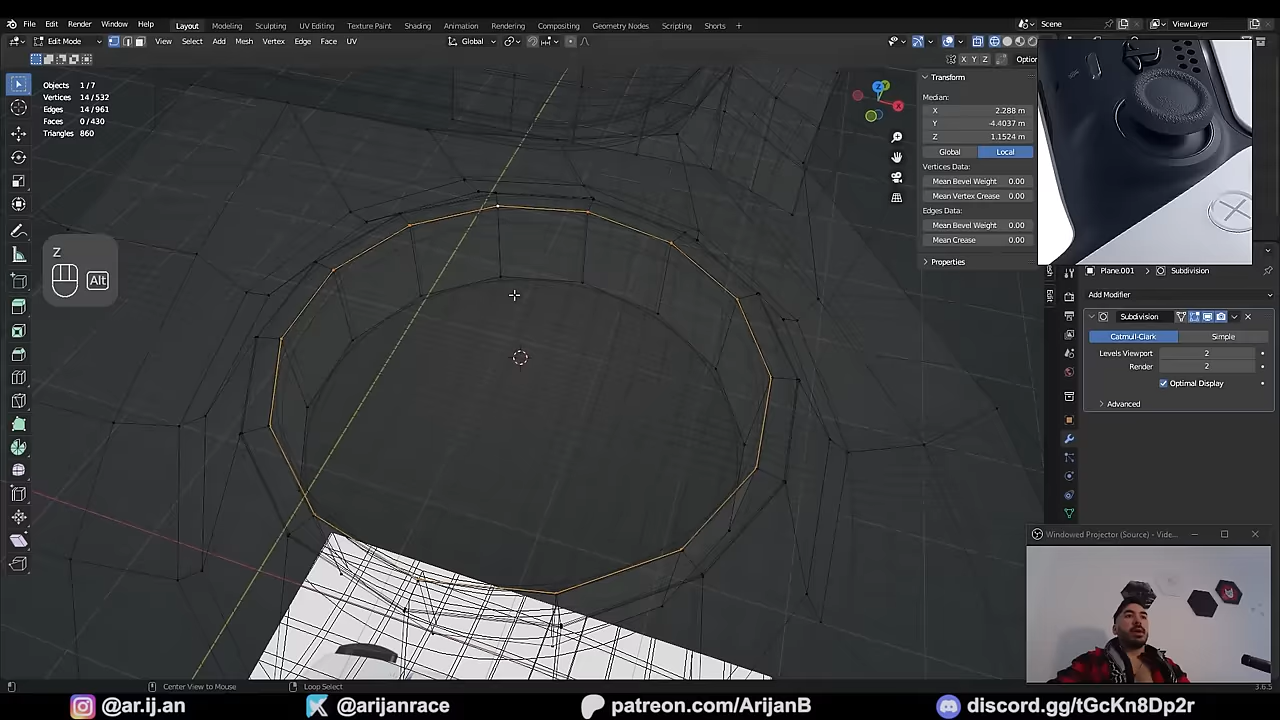 File Edit Render Window Help Layout Modeling Sculpting UV Editing Texture Paint Shading Animation Rendering Compositing Geometry Nodes Scripting Shorts + Scene ViewLayer
Edit Mode View Select Add Mesh Vertex Edge Face UV Global
X Y Z Optio
Objects 1/7
Vertices 14/532
Edges 14/961
Faces 0/430
Triangles 860
Z
Alt
Z
X
Transform
Median:
X 2.288 m
Y -4.4037 m
Z 1.1524 m
Global Local
Vertices Data:
Mean Bevel Weight 0.00
Mean Vertex Crease 0.00
Edges Data:
Mean Bevel Weight 0.00
Mean Crease 0.00
Properties
Plane.001 > Subdivision
Add Modifier
Subdivision
Catmull-Clark Simple
Levels Viewport 2
Render 2
Optimal Display
Advanced
Windowed Projector (Source) - Vide...
Center View to Mouse Loop Select 3.6.5
@ar.ij.an @arijanrace patreon.com/ArijanB discord.gg/tGcKn8Dp2r